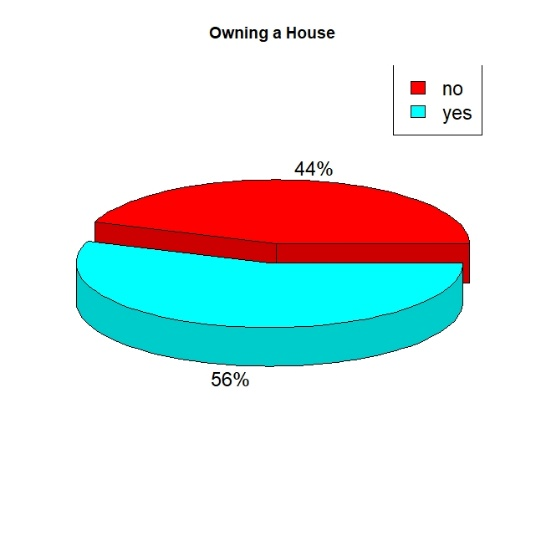 Owning a House
no
yes
44%
56%